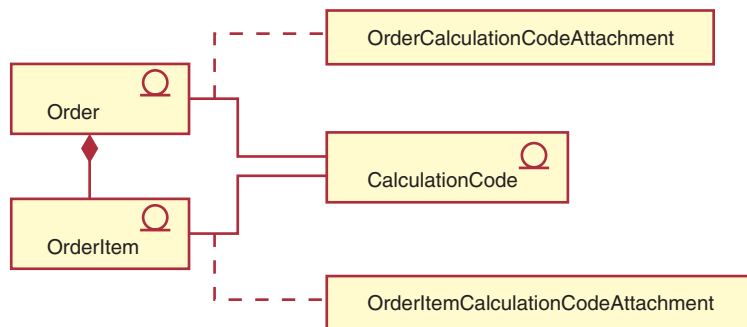 OrderCalculationCodeAttachment
Order
CalculationCode
OrderItem
OrderItemCalculationCodeAttachment